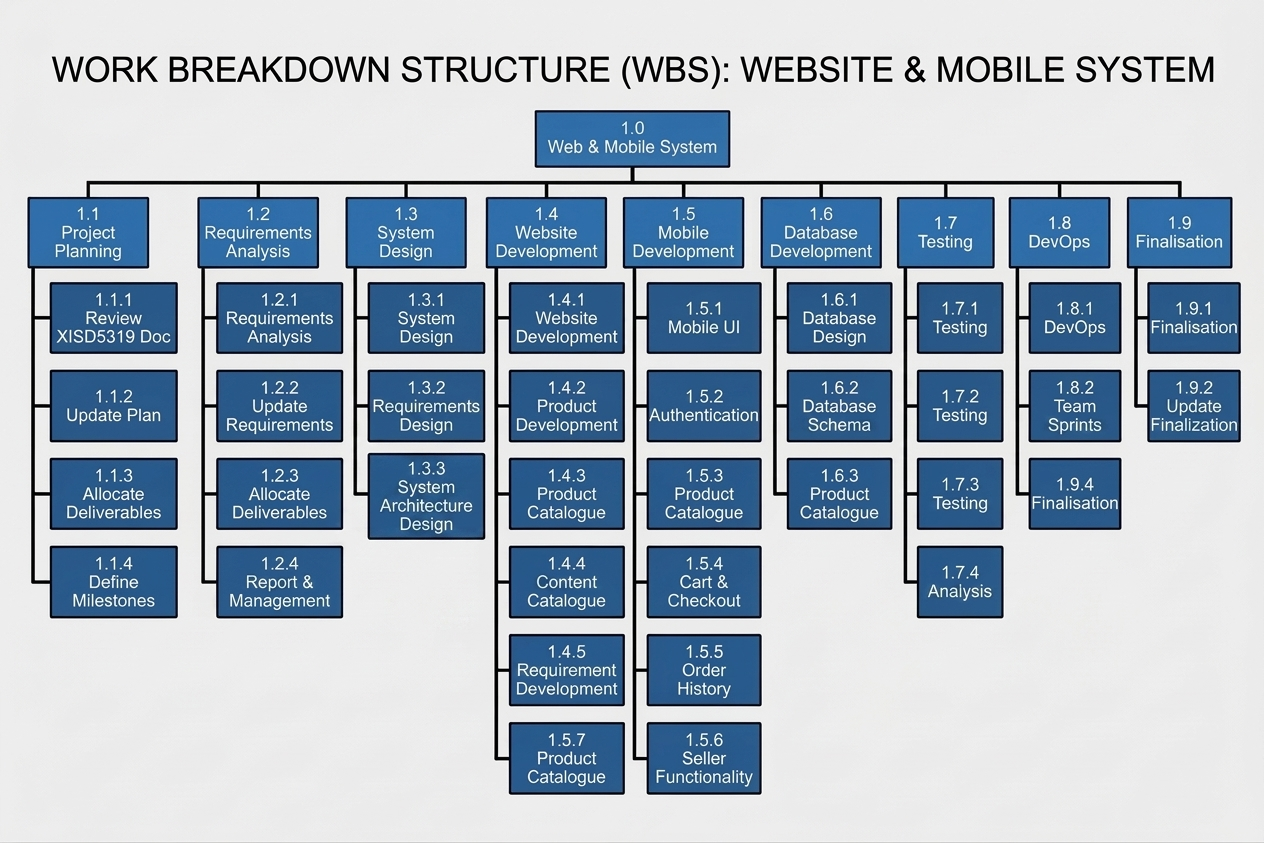 WORK BREAKDOWN STRUCTURE (WBS): WEBSITE & MOBILE SYSTEM
1.0
Web & Mobile System
1.1
Project
Planning
1.1.1
Review
XISD5319 Doc
1.1.2
Update Plan
1.1.3
Allocate
Deliverables
1.1.4
Define
Milestones
1.2
Requirements
Analysis
1.2.1
Requirements
Analysis
1.2.2
Update
Requirements
1.2.3
Allocate
Deliverables
1.2.4
Report &
Management
1.3
System
Design
1.3.1
System
Design
1.3.2
Requirements
Design
1.3.3
System
Architecture
Design
1.4
Website
Development
1.4.1
Website
Development
1.4.2
Product
Development
1.4.3
Product
Catalogue
1.4.4
Content
Catalogue
1.4.5
Requirement
Development
1.5.7
Product
Catalogue
1.5
Mobile
Development
1.5.1
Mobile UI
1.5.2
Authentication
1.5.3
Product
Catalogue
1.5.4
Cart &
Checkout
1.5.5
Order
History
1.5.6
Seller
Functionality
1.6
Database
Development
1.6.1
Database
Design
1.6.2
Database
Schema
1.6.3
Product
Catalogue
1.7
Testing
1.7.1
Testing
1.7.2
Testing
1.7.3
Testing
1.7.4
Analysis
1.8
DevOps
1.8.1
DevOps
1.8.2
Team
Sprints
1.9.4
Finalisation
1.9
Finalisation
1.9.1
Finalisation
1.9.2
Update
Finalization